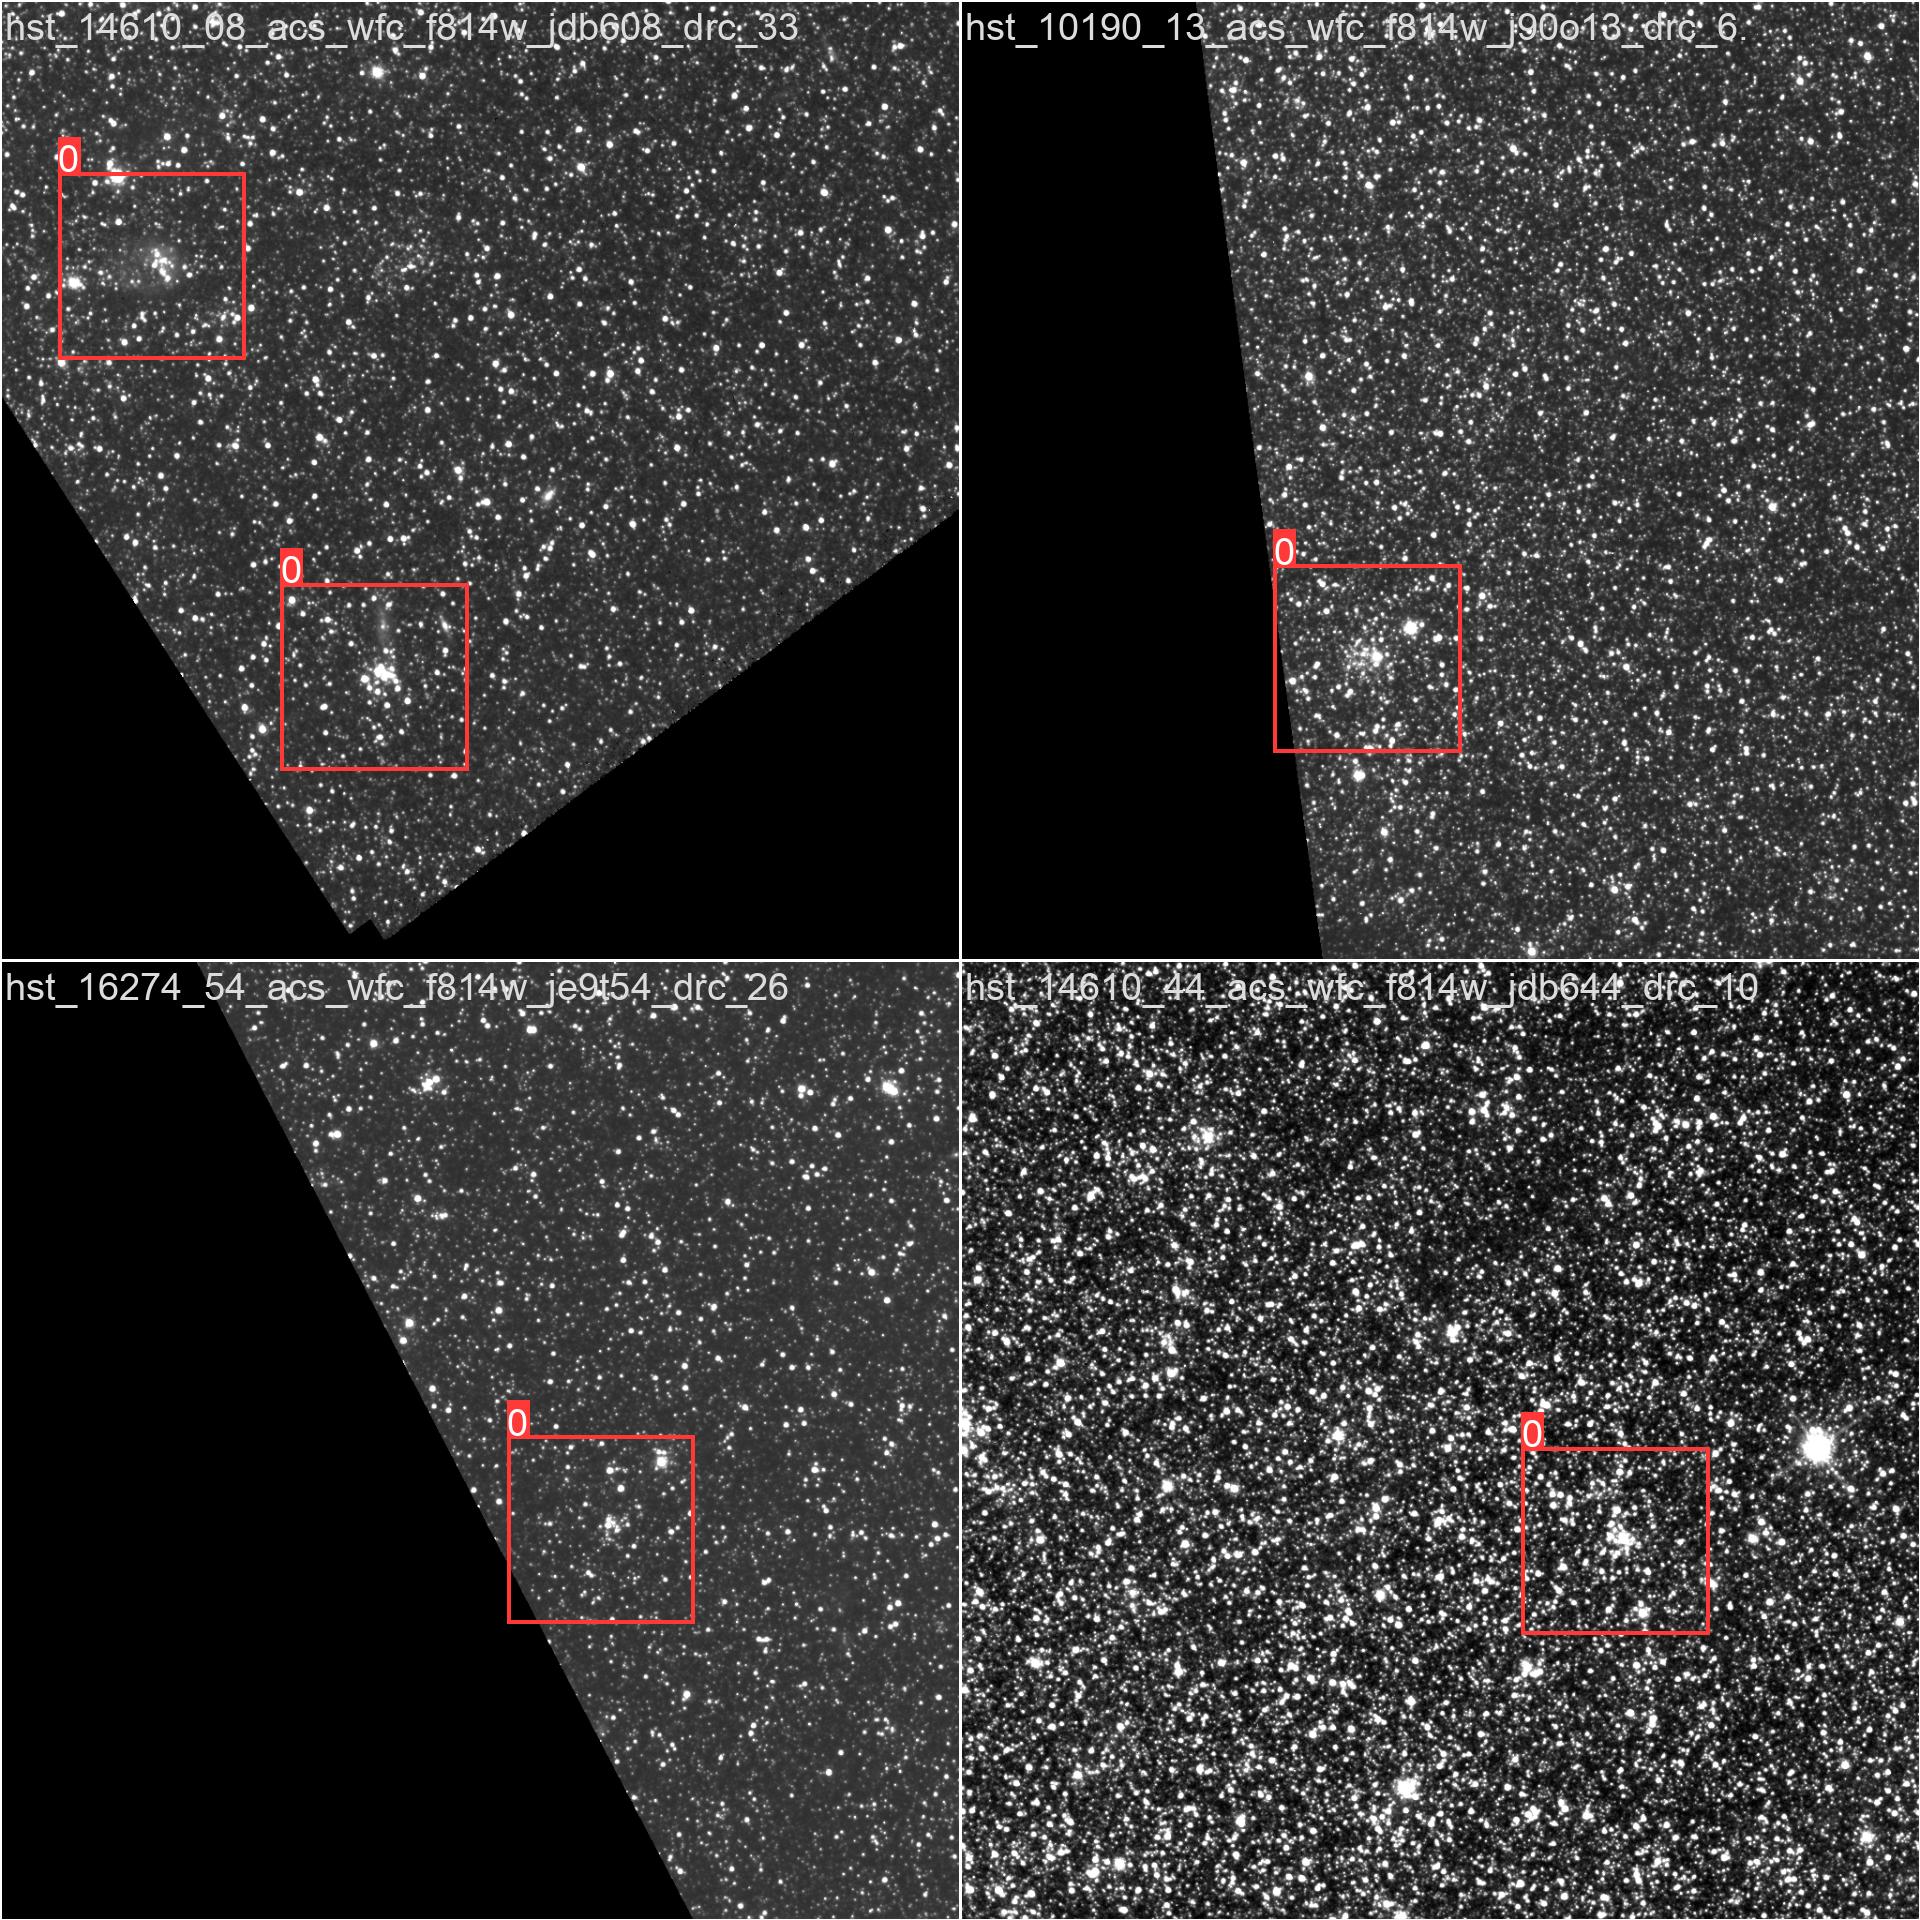 hst_14610_08_acs_wfc_f814w_jdb608_drc_33
hst_10190_13_acs_wfc_f814w_j90o13_drc_6.
0
0
0
hst_16274_54_acs_wfc_f814w_je9t54_drc_26
hst_14610_44_acs_wfc_f814w_jdb644_drc_10
0
0